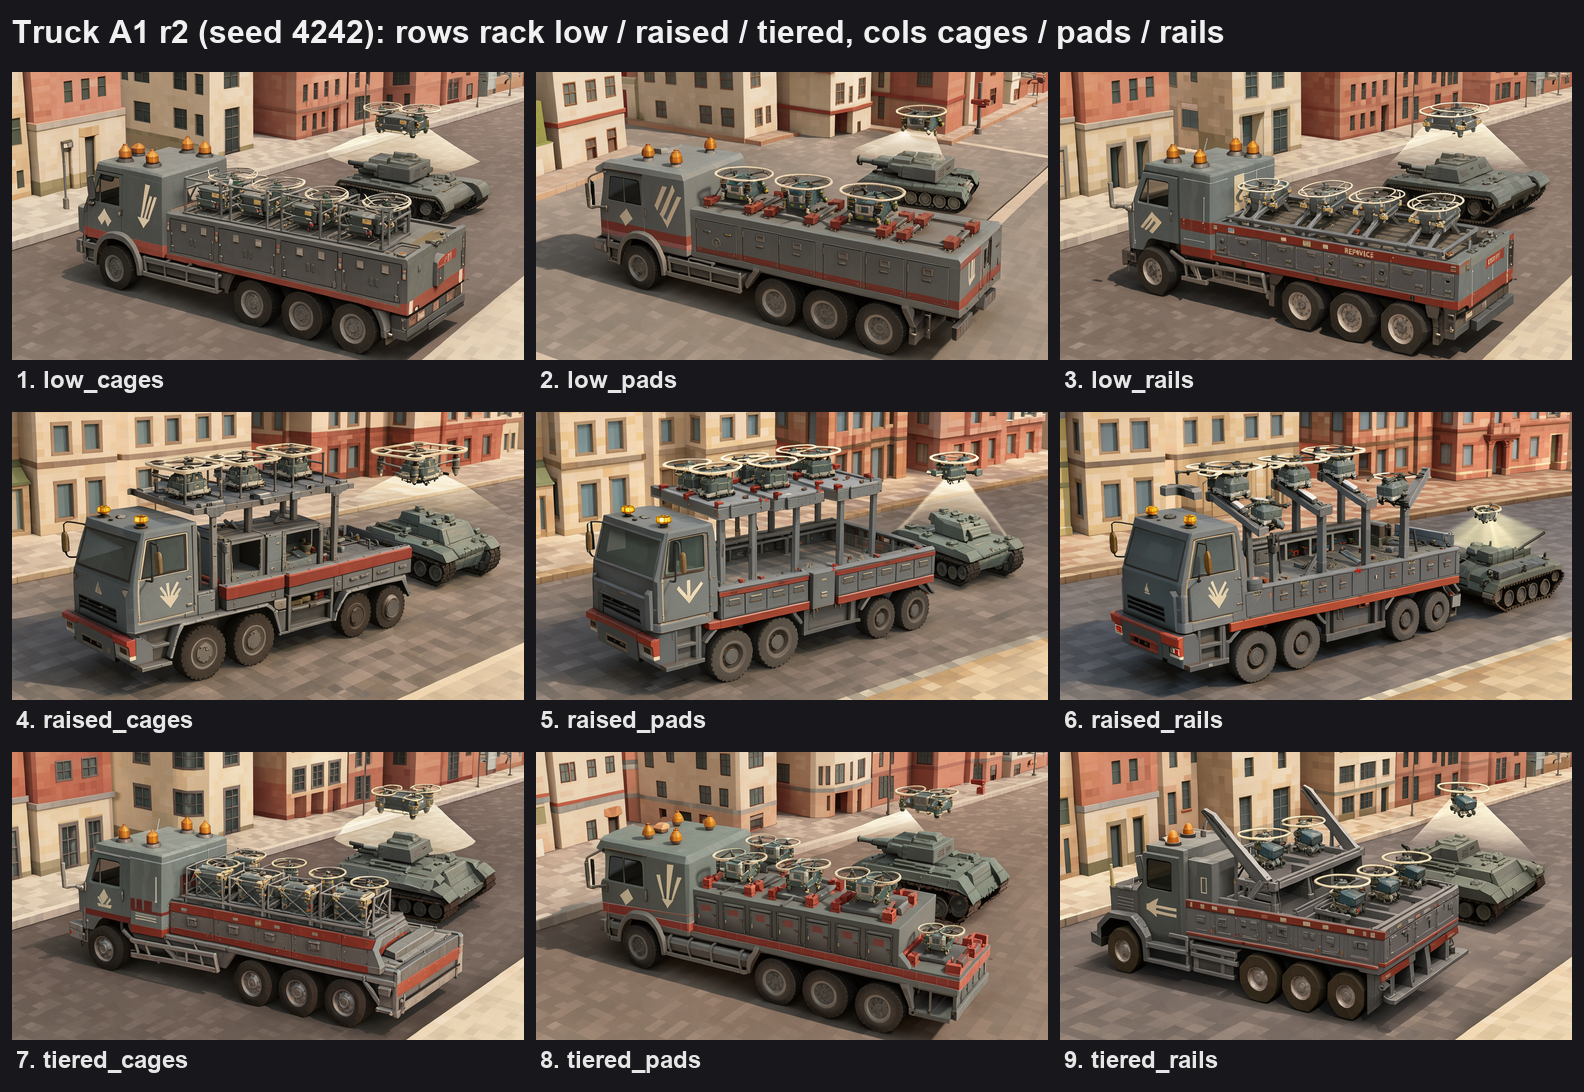 Truck A1 r2 (seed 4242): rows rack low / raised / tiered, cols cages / pads / rails
1. low_cages
2. low_pads
3. low_rails
4. raised_cages
5. raised_pads
6. raised_rails
7. tiered_cages
8. tiered_pads
9. tiered_rails